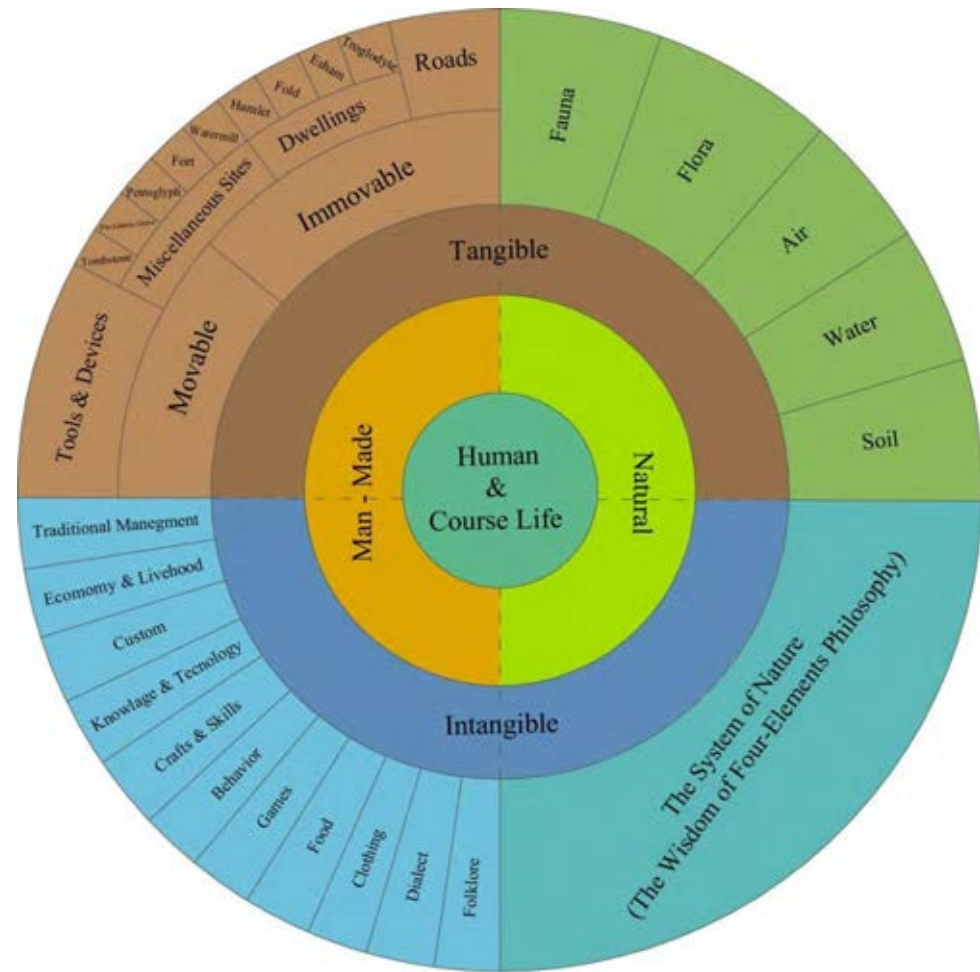 Human
&
Course Life
Man - Made
Natural
Tangible
Intangible
Movable
Immovable
Tools & Devices
Miscellaneous Sites
Dwellings
Roads
Tombstone
Petroglyph
Fort
Watermill
Hamlet
Fold
Esham
Troglodyte
Fauna
Flora
Air
Water
Soil
The System of Nature
(The Wisdom of Four-Elements Philosophy)
Traditional Manegment
Ecomomy & Livehood
Custom
Knowlage & Tecnology
Crafts & Skills
Behavior
Games
Food
Clothing
Dialect
Folklore